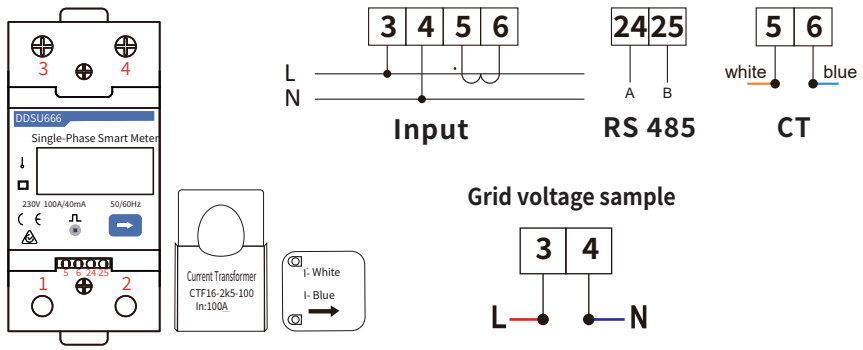 3 4
DDSU666
Single-Phase Smart Meter
230V 100A/40mA 50/60Hz
CE
5 6 24 25
1 2
Current Transformer
CTF16-2k5-100
In:100A
I- White
I- Blue
3 4 5 6
L
N
Input
24 25
A B
RS 485
5 6
white blue
CT
Grid voltage sample
3 4
L N